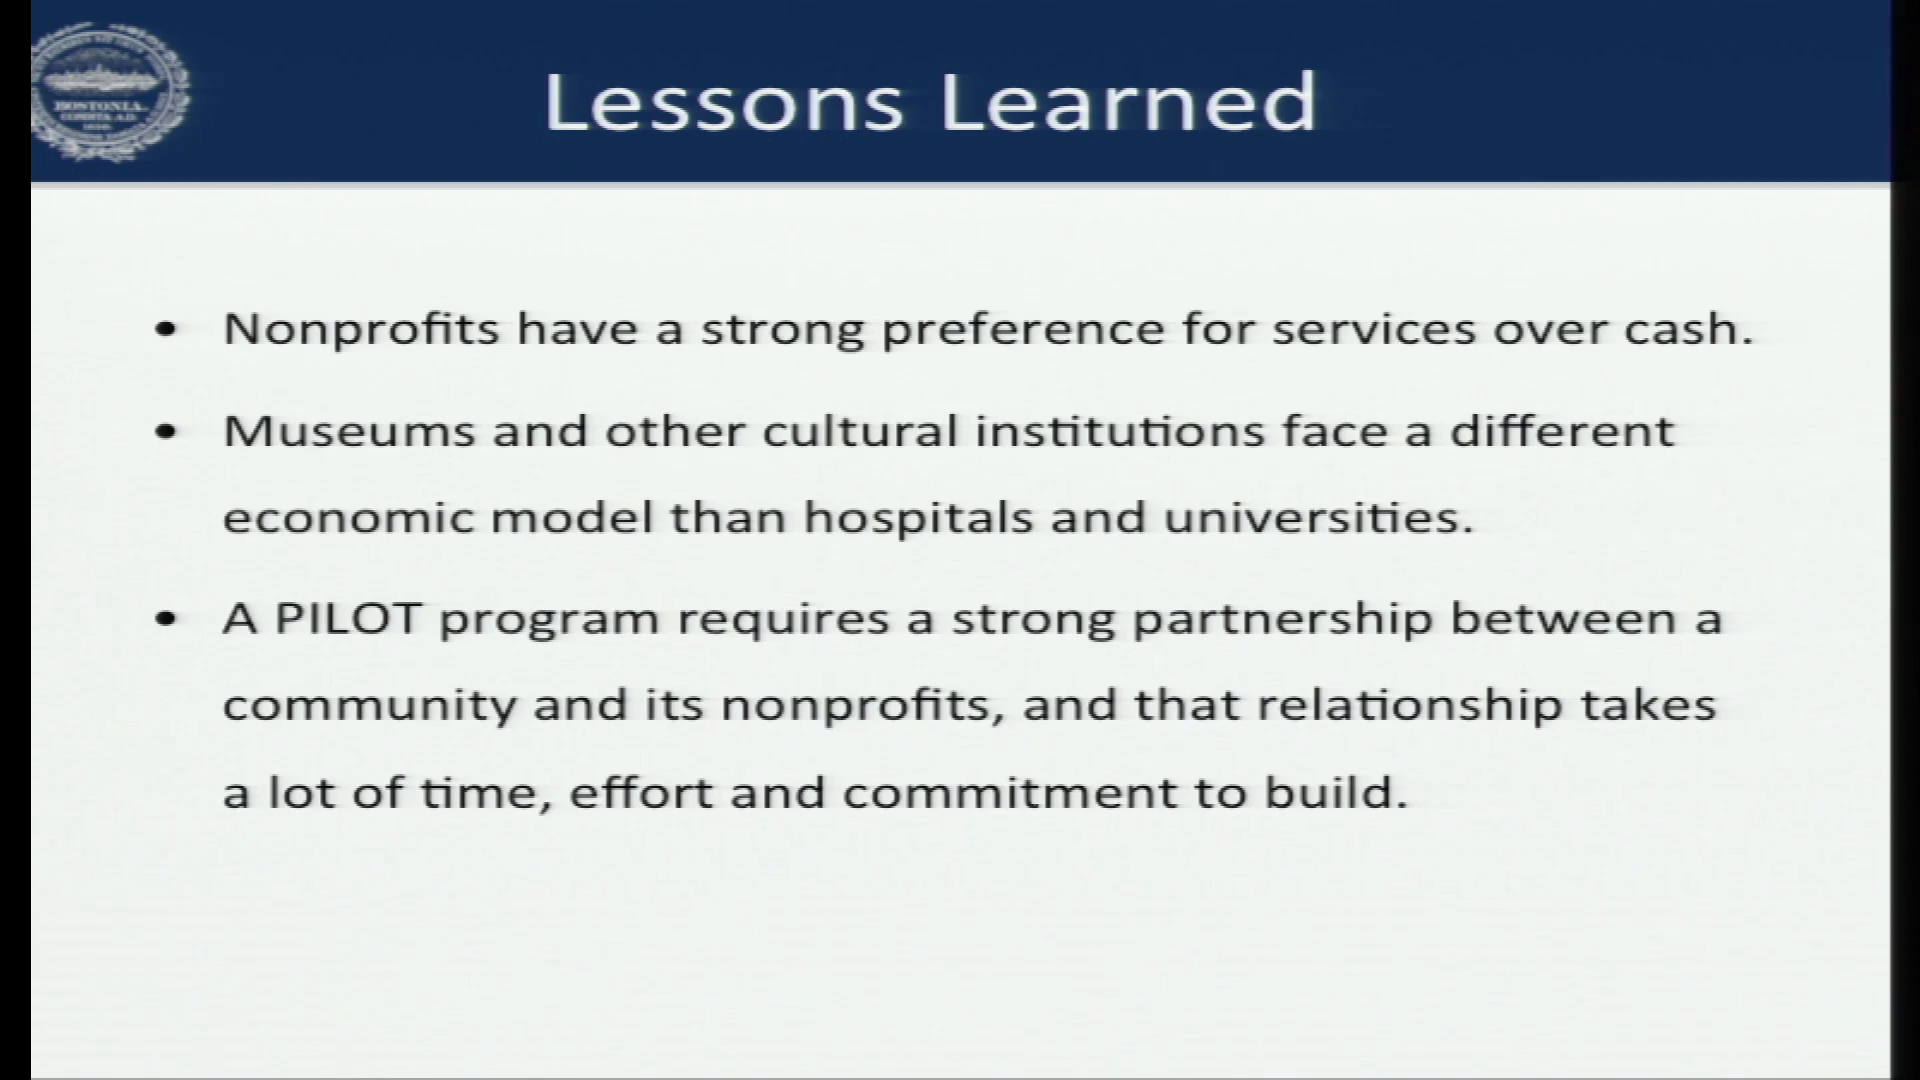 BOSTONIA.
CONDITA A.D.
Lessons Learned
• Nonprofits have a strong preference for services over cash.
• Museums and other cultural institutions face a different
economic model than hospitals and universities.
• A PILOT program requires a strong partnership between a
community and its nonprofits, and that relationship takes
a lot of time, effort and commitment to build.